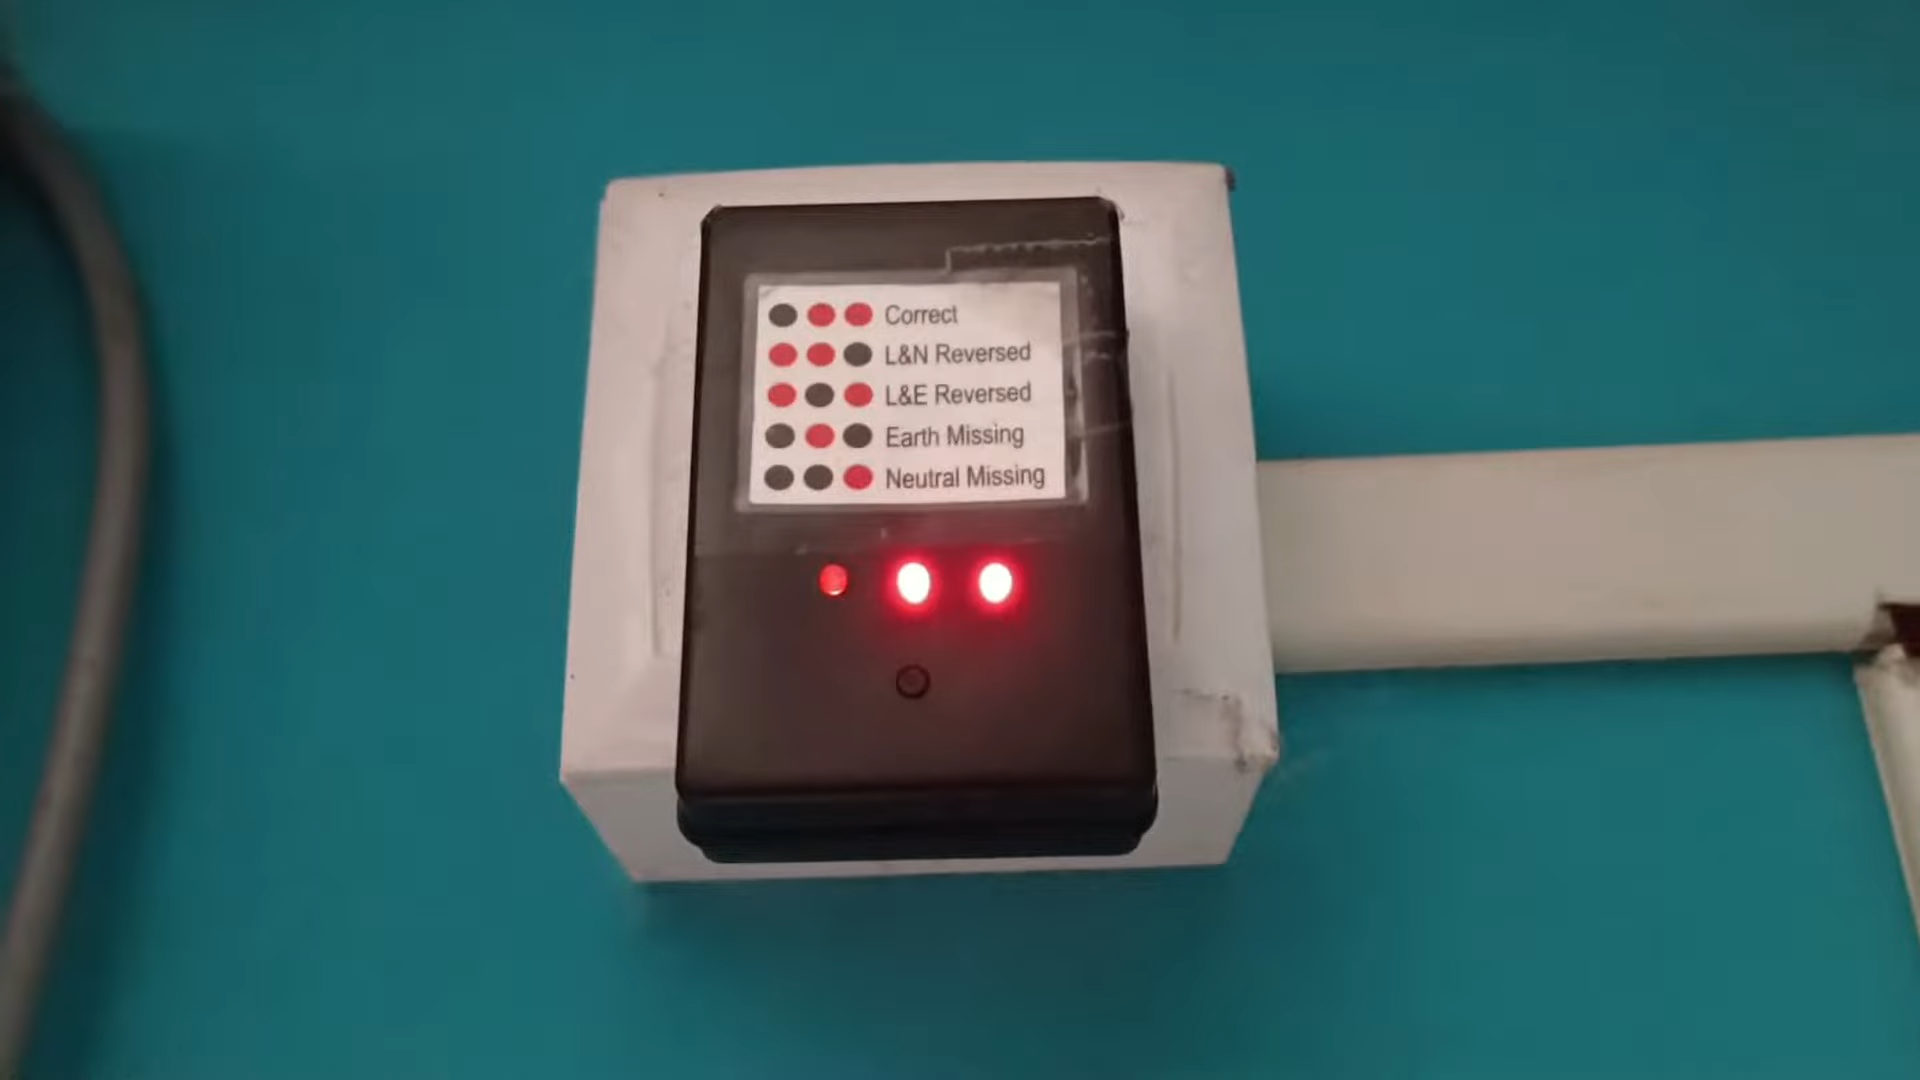 Correct
L&N Reversed
L&E Reversed
Earth Missing
Neutral Missing